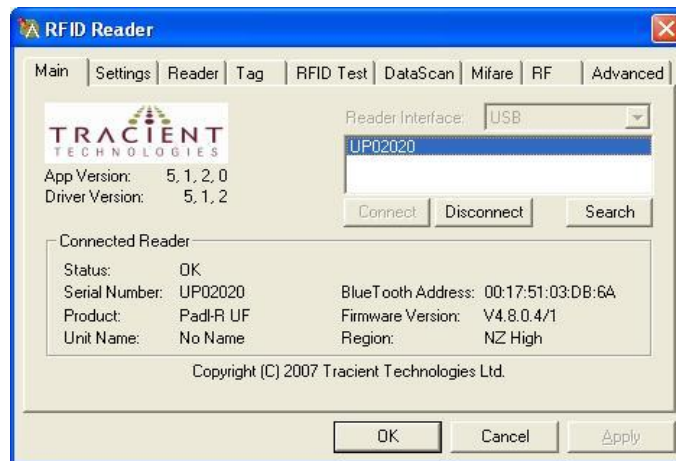 RFID Reader
Main Settings Reader Tag RFID Test DataScan Mifare RF Advanced
TRACIENT
TECHNOLOGIES
Reader Interface: USB
UP02020
App Version: 5, 1, 2, 0
Driver Version: 5, 1, 2
Connect Disconnect Search
Connected Reader
Status: OK
Serial Number: UP02020 BlueTooth Address: 00:17:51:03:DB:6A
Product: Padl-R UF Firmware Version: V4.8.0.4/1
Unit Name: No Name Region: NZ High
Copyright (C) 2007 Tracient Technologies Ltd.
OK Cancel Apply